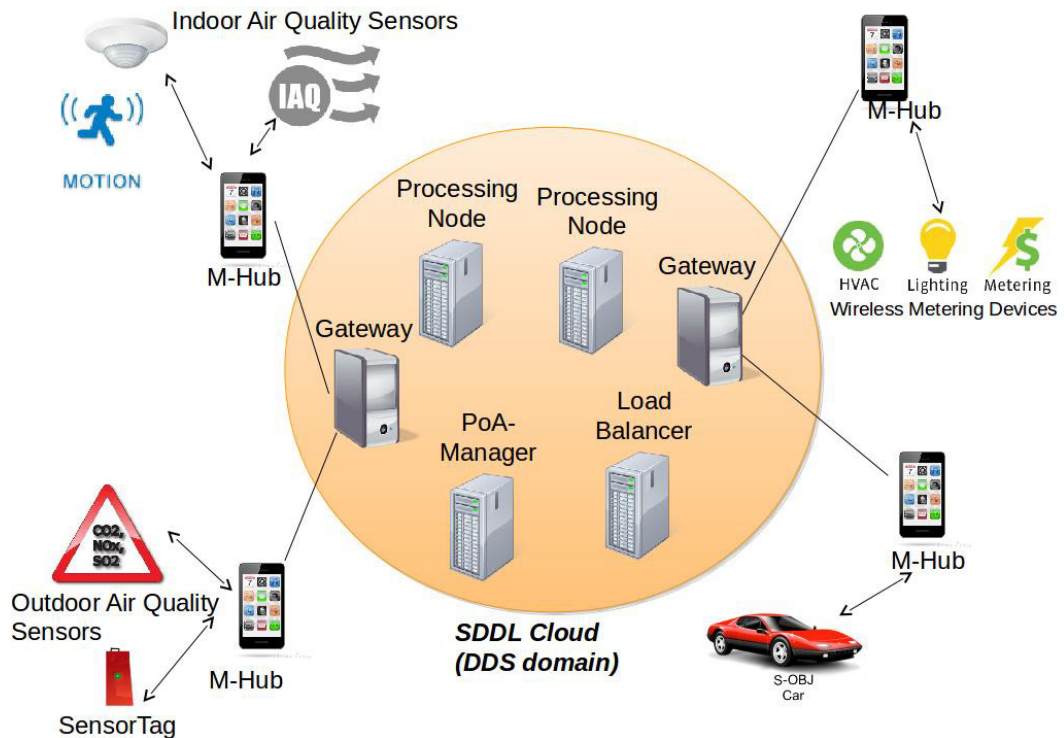 Indoor Air Quality Sensors
IAQ
MOTION
M-Hub
M-Hub
Processing
Node
Processing
Node
Gateway
Gateway
HVAC
Lighting
Metering
Wireless Metering Devices
PoA-
Manager
Load
Balancer
CO2,
NOx,
SO2
Outdoor Air Quality
Sensors
M-Hub
M-Hub
SDDL Cloud
(DDS domain)
S-OBJ
Car
SensorTag